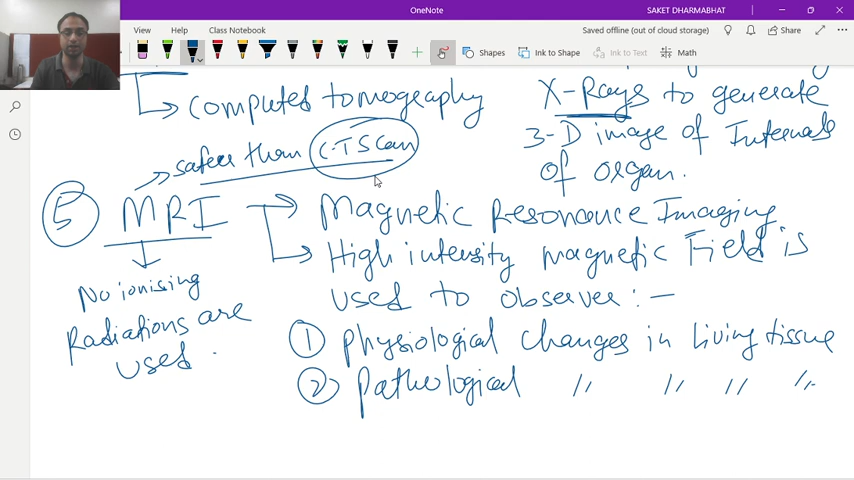 OneNote
SAKET DHARMABHAT
View Help Class Notebook
Saved offline (out of cloud storage)
Share
Shapes
Ink to Shape
Ink to Text
Math
X-Rays to generate
computed tomography
3-D image of Internals
safer than C.T Scan
of organ.
5 MRI
Magnetic Resonance Imaging
High intensity magnetic Field is
used to observer :-
No ionising
Radiations are
used.
1 physiological changes in living tissue
2 pathological " " " "